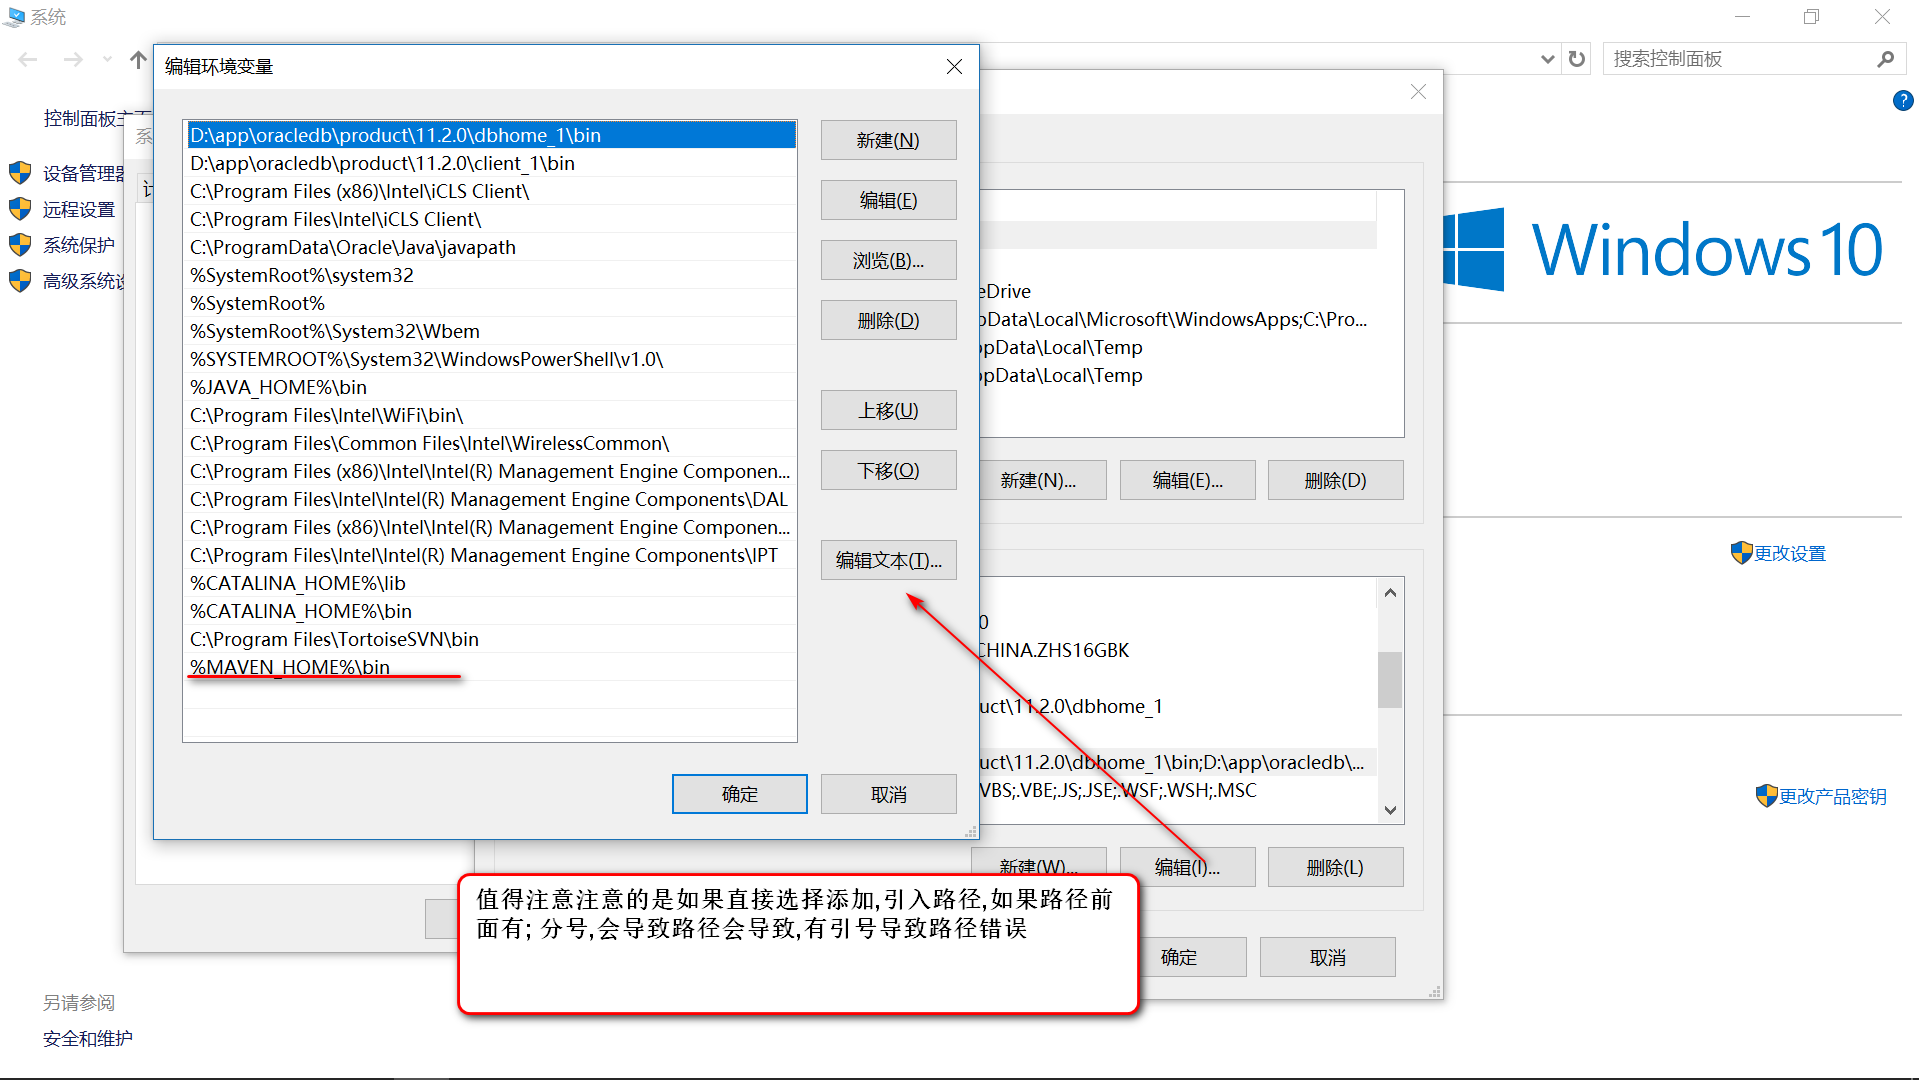 系统
搜索控制面板
编辑环境变量
控制面板主页
设备管理器
远程设置
系统保护
高级系统设
系
D:\app\oracledb\product\11.2.0\dbhome_1\bin
D:\app\oracledb\product\11.2.0\client_1\bin
C:\Program Files (x86)\Intel\iCLS Client\
C:\Program Files\Intel\iCLS Client\
C:\ProgramData\Oracle\Java\javapath
%SystemRoot%\system32
%SystemRoot%
%SystemRoot%\System32\Wbem
%SYSTEMROOT%\System32\WindowsPowerShell\v1.0\
%JAVA_HOME%\bin
C:\Program Files\Intel\WiFi\bin\
C:\Program Files\Common Files\Intel\WirelessCommon\
C:\Program Files (x86)\Intel\Intel(R) Management Engine Componen...
C:\Program Files\Intel\Intel(R) Management Engine Components\DAL
C:\Program Files (x86)\Intel\Intel(R) Management Engine Componen...
C:\Program Files\Intel\Intel(R) Management Engine Components\IPT
%CATALINA_HOME%\lib
%CATALINA_HOME%\bin
C:\Program Files\TortoiseSVN\bin
%MAVEN_HOME%\bin
新建(N)
编辑(E)
浏览(B)...
删除(D)
上移(U)
下移(O)
编辑文本(T)...
确定
取消
eDrive
pData\Local\Microsoft\WindowsApps;C:\Pro...
ppData\Local\Temp
ppData\Local\Temp
新建(N)...
编辑(E)...
删除(D)
0
CHINA.ZHS16GBK
uct\11.2.0\dbhome_1
uct\11.2.0\dbhome_1\bin;D:\app\oracledb\...
VBS;.VBE;.JS;.JSE;.WSF;.WSH;.MSC
新建(W)...
编辑(I)...
删除(L)
确定
取消
值得注意注意的是如果直接选择添加,引入路径,如果路径前
面有; 分号,会导致路径会导致,有引号导致路径错误
Windows 10
更改设置
更改产品密钥
另请参阅
安全和维护